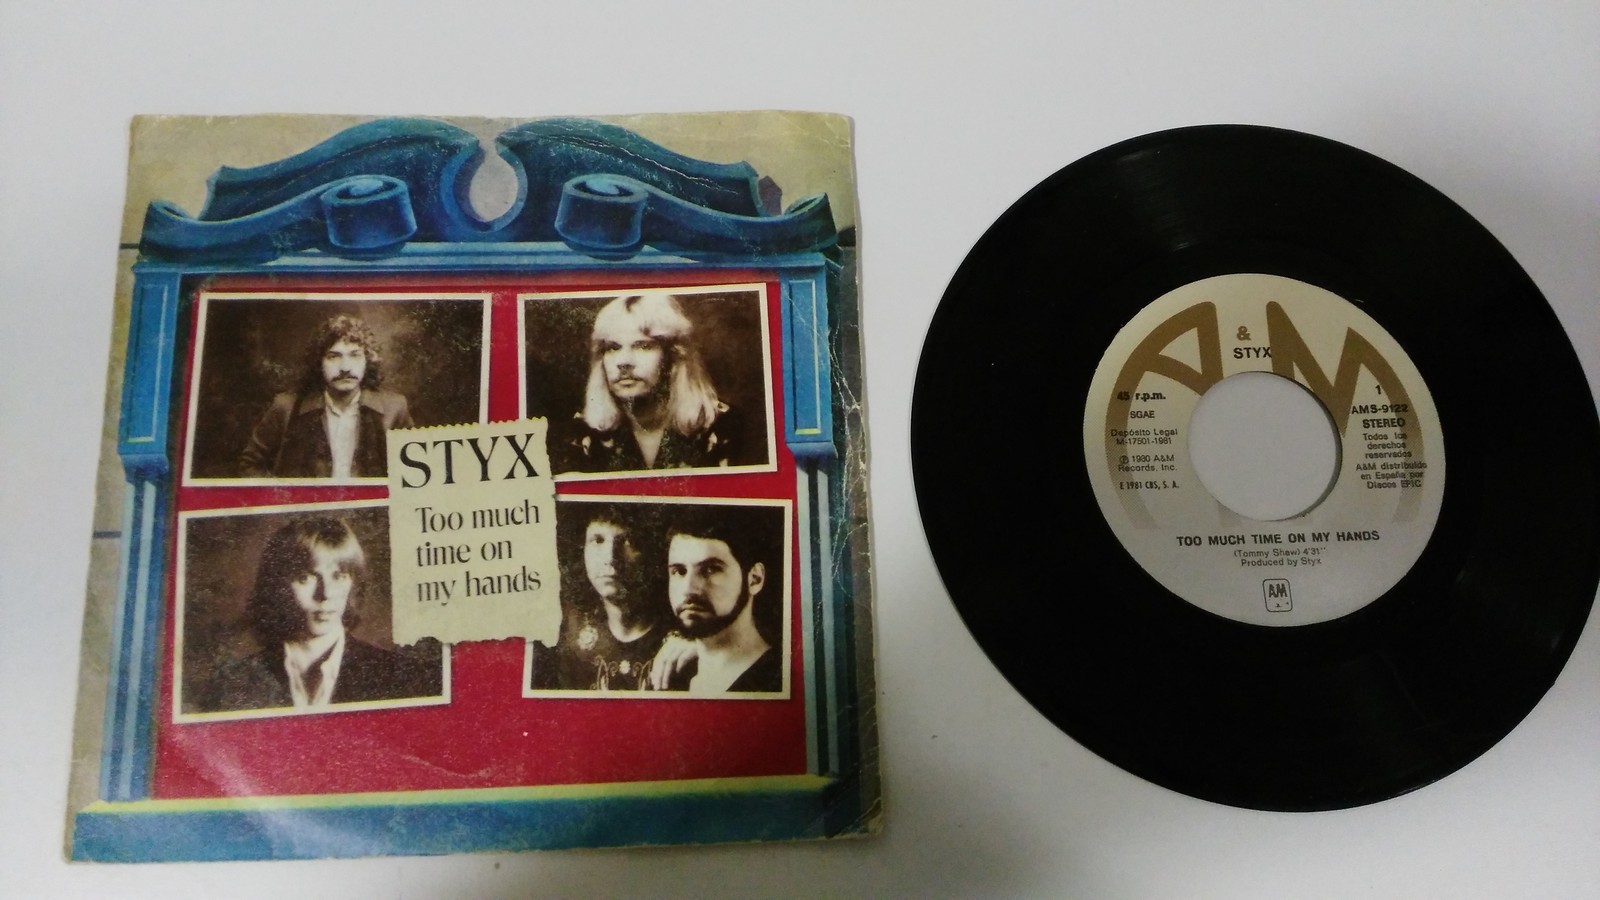 STYX
Too much
time on
my hands
A & M
STYX
45 r.p.m.
SGAE
Depósito Legal
M-17501-1981
Ⓟ 1980 A&M
Records, Inc.
E 1981 CBS, S. A.
1
AMS-9122
STEREO
Todos los
derechos
reservados
A&M distribuido
en España por
Discos EPIC
TOO MUCH TIME ON MY HANDS
(Tommy Shaw) 4'31''
Produced by Styx
AM